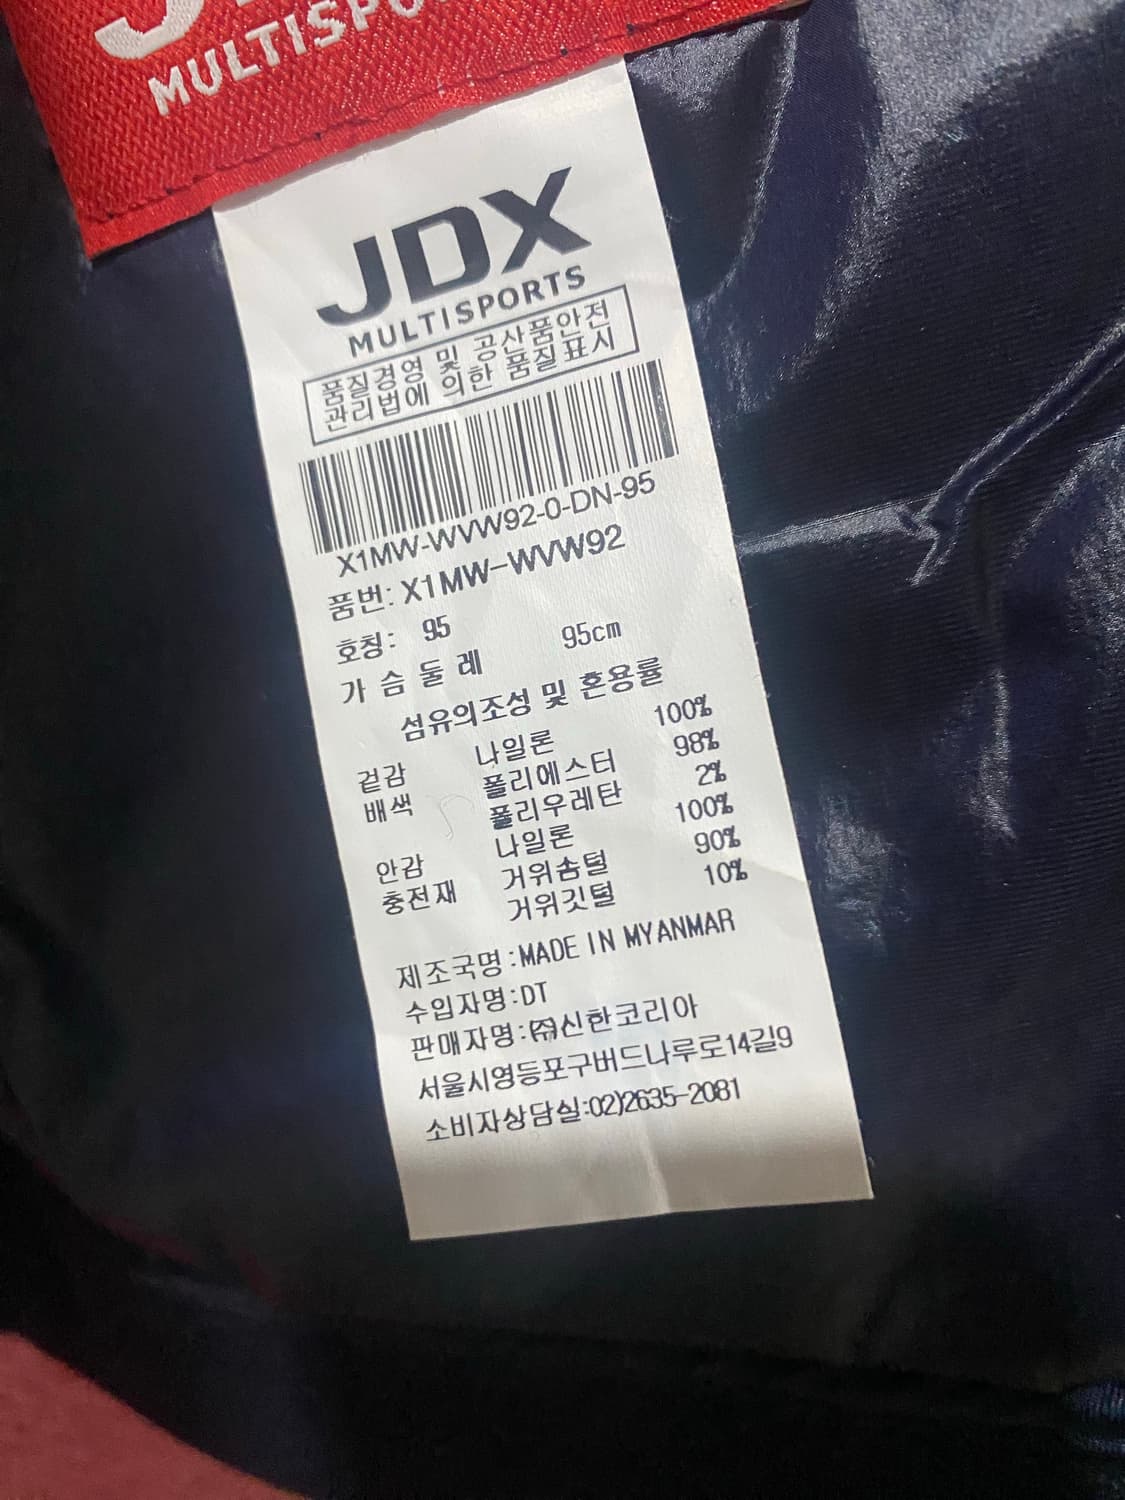 MULTISPO
JDX
MULTISPORTS
품질경영 및 공산품안전
관리법에 의한 품질표시
X1MW-WVW92-0-DN-95
품번: X1MW-WVW92
호칭: 95
가슴둘레 95cm
섬유의조성 및 혼용률
겉감 나일론 100%
배색 폴리에스터 98%
폴리우레탄 2%
안감 나일론 100%
충전재 거위솜털 90%
거위깃털 10%
제조국명:MADE IN MYANMAR
수입자명:DT
판매자명:㈜신한코리아
서울시영등포구버드나루로14길9
소비자상담실:02)2635-2081